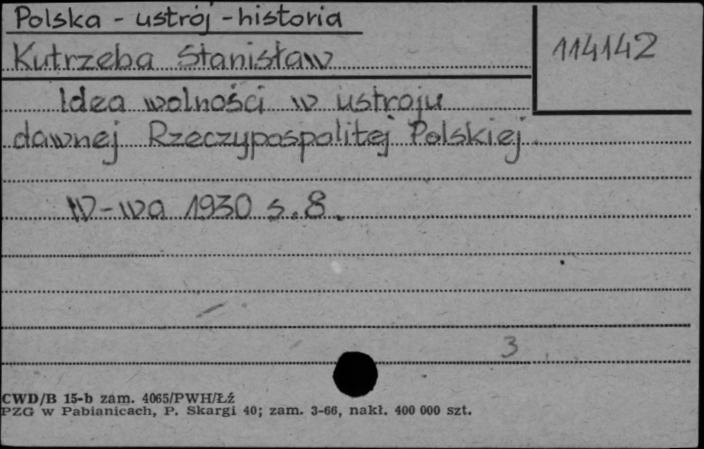 Polska - ustrój - historia
Kutrzeba Stanisław
114142
Idea wolności w ustroju
dawnej Rzeczypospolitej Polskiej.
W-wa 1930 s. 8.
3
CWD/B 15-b zam. 4065/PWH/Łź
PZG w Pabianicach, P. Skargi 40; zam. 3-66, nakł. 400 000 szt.